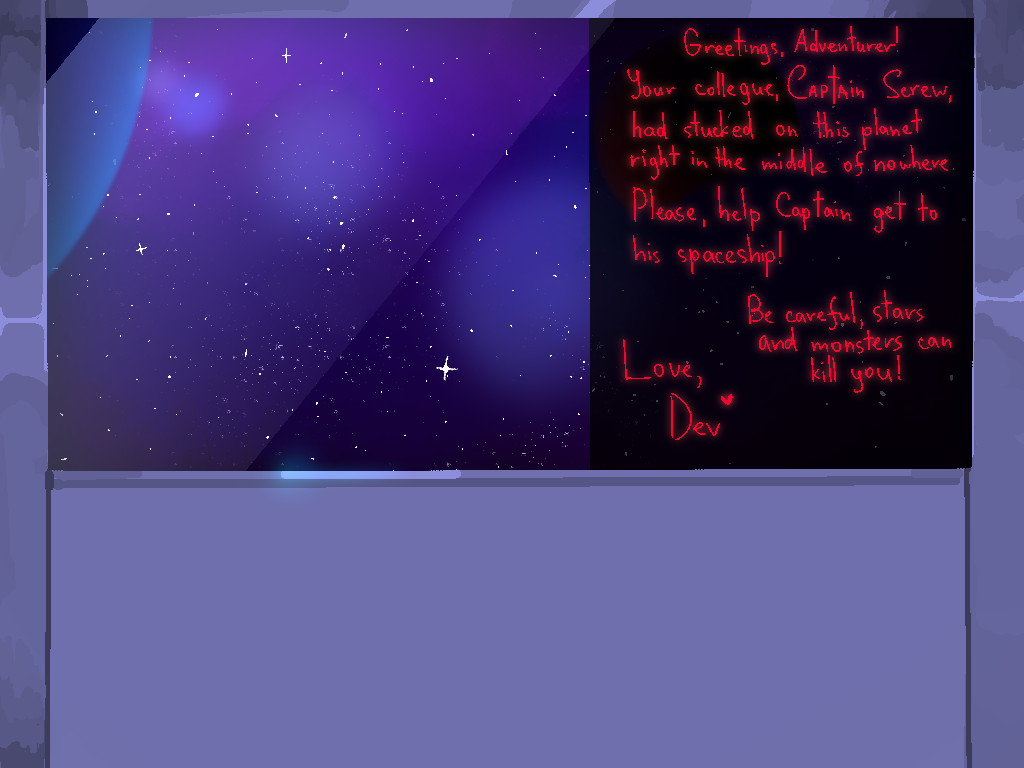 Greetings, Adventurer!
Your collegue, Captain Screw,
had stucked on this planet
right in the middle of nowhere.
Please, help Captain get to
his spaceship!
Be careful, stars
and monsters can
kill you!
Love,
Dev